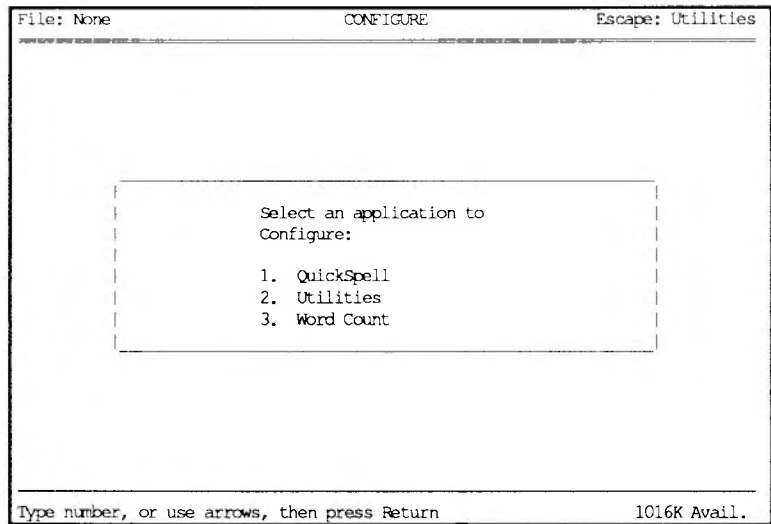 File: None CONFIGURE Escape: Utilities
Select an application to
Configure:
1. QuickSpell
2. Utilities
3. Word Count
Type number, or use arrows, then press Return 1016K Avail.